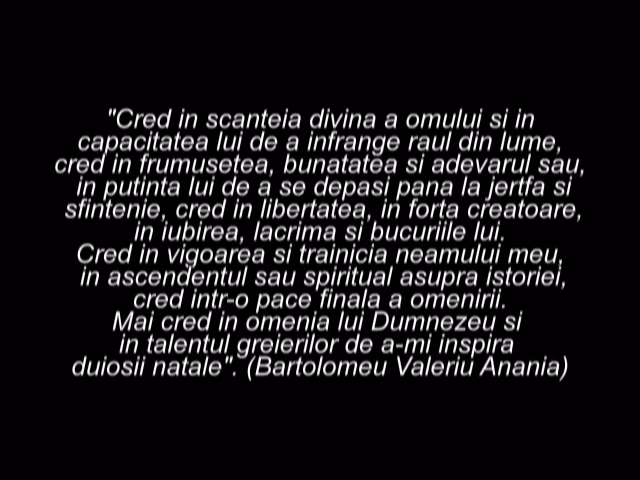 "Cred in scanteia divina a omului si in
capacitatea lui de a infrange raul din lume,
cred in frumusetea, bunatatea si adevarul sau,
in putinta lui de a se depasi pana la jertfa si
sfintenie, cred in libertatea, in forta creatoare,
in iubirea, lacrima si bucuriile lui.
Cred in vigoarea si trainicia neamului meu,
in ascendentul sau spiritual asupra istoriei,
cred intr-o pace finala a omenirii.
Mai cred in omenia lui Dumnezeu si
in talentul greierilor de a-mi inspira
duiosii natale". (Bartolomeu Valeriu Anania)